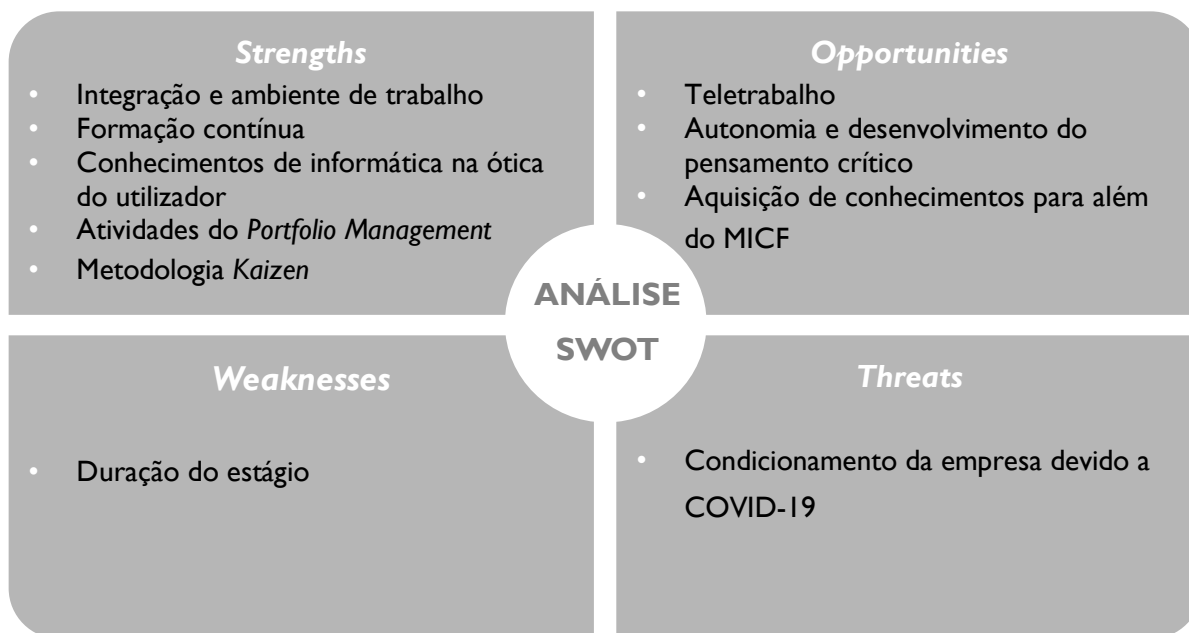 Strengths
• Integração e ambiente de trabalho
• Formação contínua
• Conhecimentos de informática na ótica
do utilizador
• Atividades do Portfolio Management
• Metodologia Kaizen
Opportunities
• Teletrabalho
• Autonomia e desenvolvimento do
pensamento crítico
• Aquisição de conhecimentos para além
do MICF
ANÁLISE
SWOT
Weaknesses
• Duração do estágio
Threats
• Condicionamento da empresa devido a
COVID-19